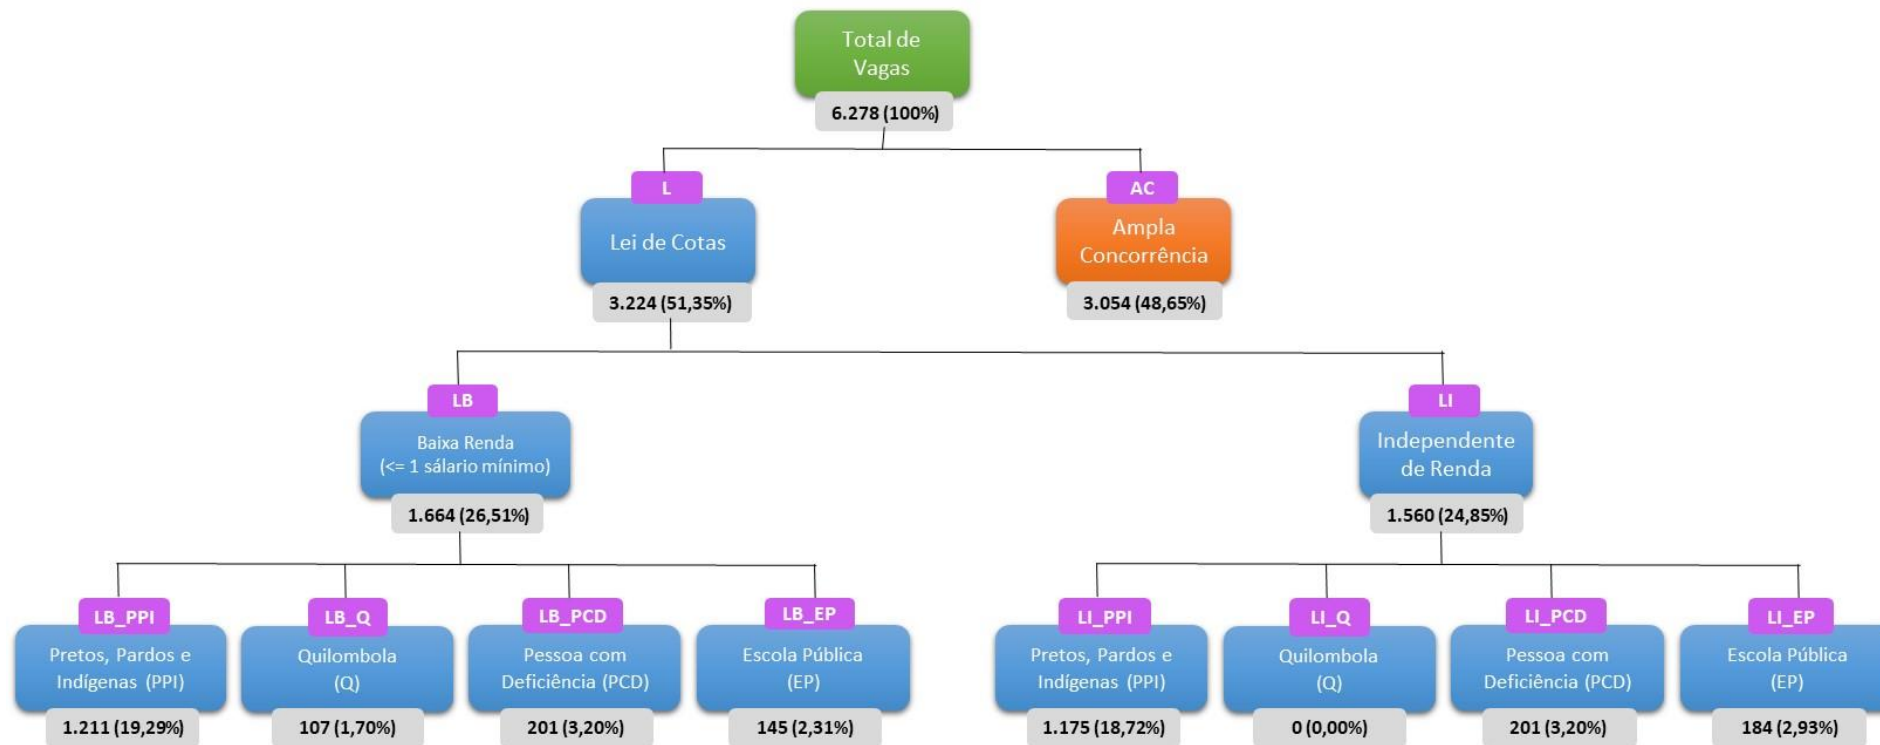 Total de
Vagas
6.278 (100%)
L
Lei de Cotas
3.224 (51,35%)
AC
Ampla
Concorrência
3.054 (48,65%)
LB
Baixa Renda
(<= 1 sálario mínimo)
1.664 (26,51%)
LI
Independente
de Renda
1.560 (24,85%)
LB_PPI
Pretos, Pardos e
Indígenas (PPI)
1.211 (19,29%)
LB_Q
Quilombola
(Q)
107 (1,70%)
LB_PCD
Pessoa com
Deficiência (PCD)
201 (3,20%)
LB_EP
Escola Pública
(EP)
145 (2,31%)
LI_PPI
Pretos, Pardos e
Indígenas (PPI)
1.175 (18,72%)
LI_Q
Quilombola
(Q)
0 (0,00%)
LI_PCD
Pessoa com
Deficiência (PCD)
201 (3,20%)
LI_EP
Escola Pública
(EP)
184 (2,93%)